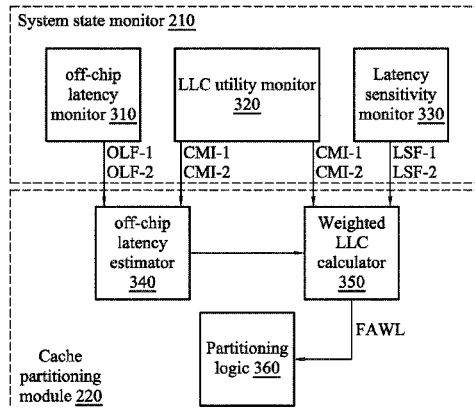 System state monitor 210
off-chip
latency
monitor 310
LLC utility monitor
320
Latency
sensitivity
monitor 330
OLF-1
OLF-2
CMI-1
CMI-2
CMI-1
CMI-2
LSF-1
LSF-2
off-chip
latency
estimator
340
Weighted
LLC
calculator
350
FAWL
Partitioning
logic 360
Cache
partitioning
module 220